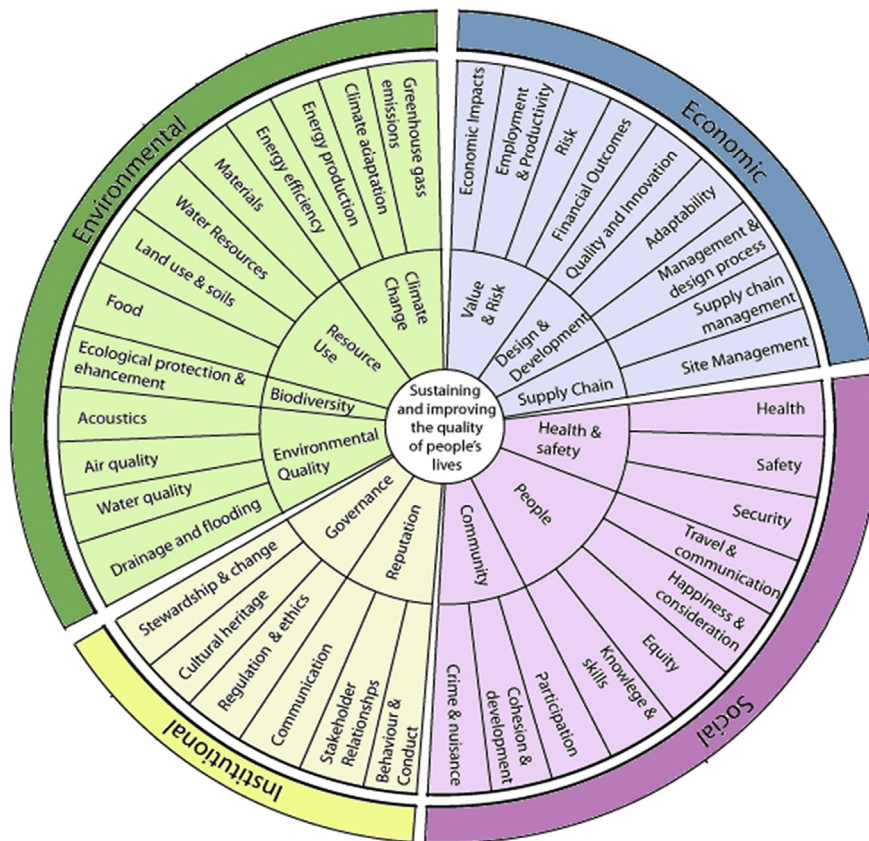 Environmental
Greenhouse gass
emissions
Climate adaptation
Energy production
Energy efficiency
Materials
Water Resources
Land use & soils
Food
Ecological protection &
ehancement
Acoustics
Air quality
Water quality
Drainage and flooding
Climate
Change
Resource
Use
Biodiversity
Environmental
Quality
Economic
Economic Impacts
Employment
& Productivity
Risk
Financial Outcomes
Quality and Innovation
Adaptability
Management &
design process
Supply chain
management
Site Management
Value
& Risk
Design &
Development
Supply Chain
Sustaining
and improving
the quality
of people's
lives
Social
Health
Safety
Security
Travel &
communication
Happiness &
consideration
Equity
Knowlege &
skills
Participation
Cohesion &
development
Crime & nuisance
Health &
safety
People
Community
Institutional
Stewardship & change
Cultural heritage
Regulation & ethics
Communication
Stakeholder
Relationshps
Behaviour &
Conduct
Governance
Reputation